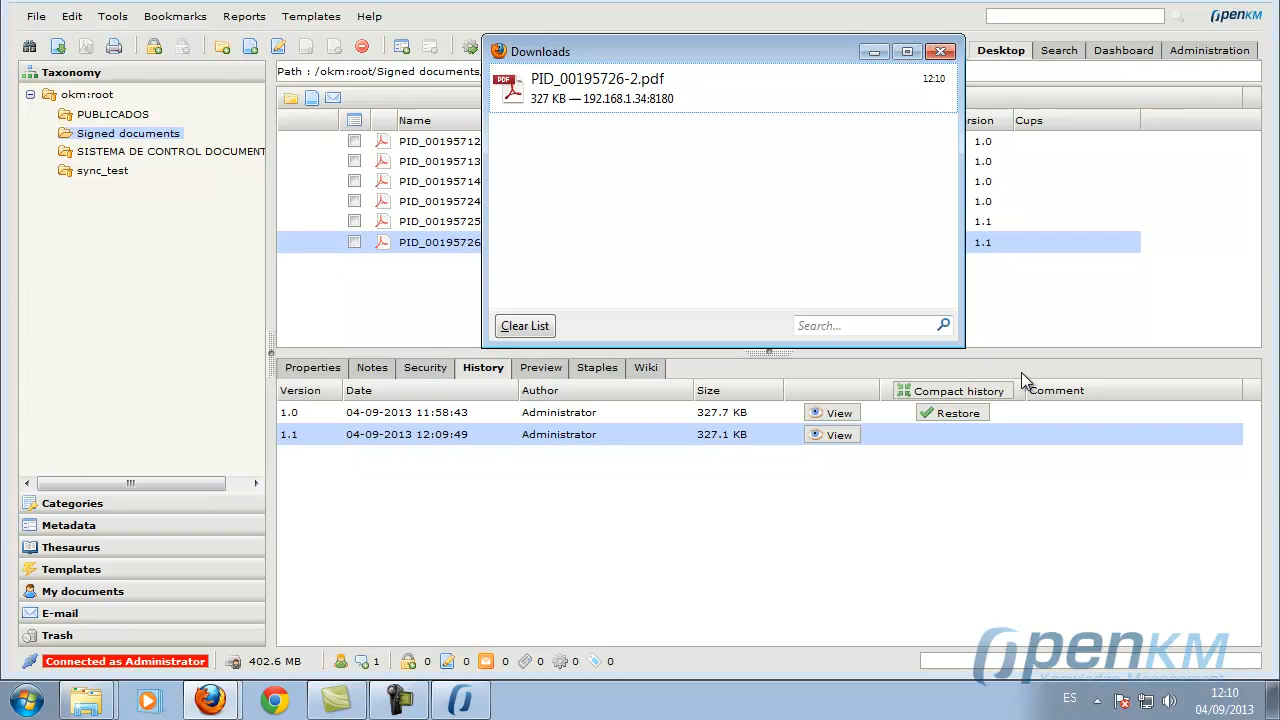 File Edit Tools Bookmarks Reports Templates Help
OPENKM
Downloads
Desktop Search Dashboard Administration
Taxonomy
Path : /okm:root/Signed documents
PDF
PID_00195726-2.pdf
12:10
327 KB — 192.168.1.34:8180
okm:root
PUBLICADOS
Signed documents
SISTEMA DE CONTROL DOCUMENT
sync_test
Name
rsion
Cups
PID_00195712
1.0
PID_00195713
1.0
PID_00195714
1.0
PID_00195724
1.0
PID_00195725
1.1
PID_00195726
1.1
Clear List
Search...
Properties Notes Security History Preview Staples Wiki
Version Date Author Size Compact history Comment
1.0 04-09-2013 11:58:43 Administrator 327.7 KB View Restore
1.1 04-09-2013 12:09:49 Administrator 327.1 KB View
Categories
Metadata
Thesaurus
Templates
My documents
E-mail
Trash
Connected as Administrator 402.6 MB 1 0 0 0 0 0 0
OPENKM
Knowledge Management
ES
12:10
04/09/2013